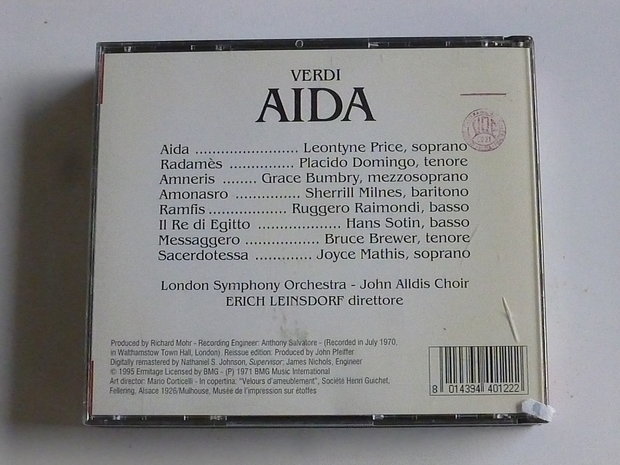 VERDI
AIDA
Aida ........................ Leontyne Price, soprano
Radamès ............... Placido Domingo, tenore
Amneris ........ Grace Bumbry, mezzosoprano
Amonasro ............... Sherrill Milnes, baritono
Ramfis .................. Ruggero Raimondi, basso
Il Re di Egitto ................... Hans Sotin, basso
Messaggero .................... Bruce Brewer, tenore
Sacerdotessa ............. Joyce Mathis, soprano
London Symphony Orchestra - John Alldis Choir
ERICH LEINSDORF direttore
Produced by Richard Mohr - Recording Engineer: Anthony Salvatore - (Recorded in July 1970,
in Walthamstow Town Hall, London). Reissue edition: Produced by John Pfeiffer
Digitally remastered by Nathaniel S. Johnson, Supervisor: James Nichols, Engineer
© 1995 Ermitage Licensed by BMG - (P) 1971 BMG Music International
Art director: Mario Corticelli - In copertina: "Velours d'ameublement", Société Henri Guichet,
Fellering, Alsace 1926/Mulhouse, Musée de l'impression sur étoffes
8 014394 401222